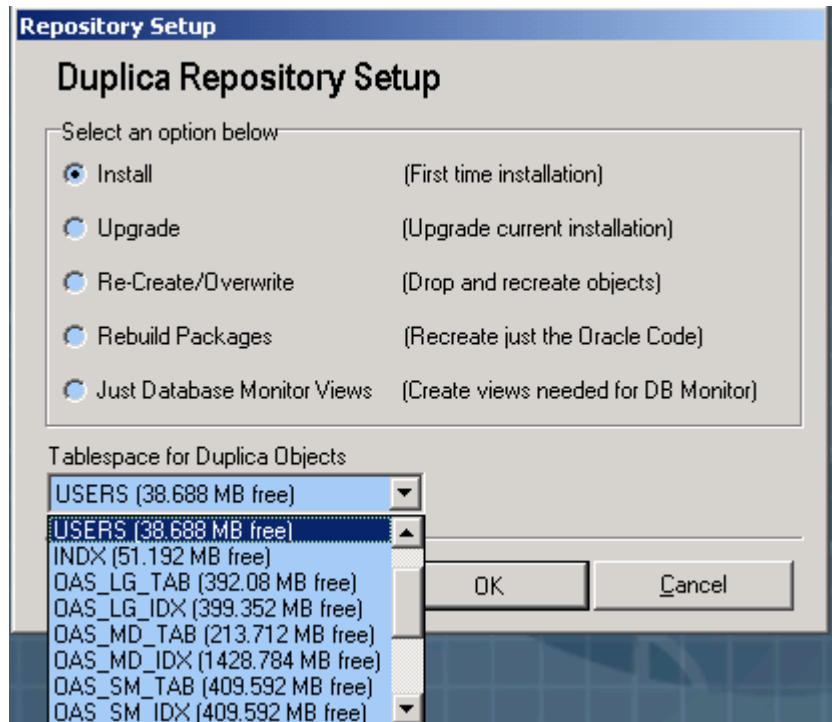 Repository Setup
Duplica Repository Setup
Select an option below
Install (First time installation)
Upgrade (Upgrade current installation)
Re-Create/Overwrite (Drop and recreate objects)
Rebuild Packages (Recreate just the Oracle Code)
Just Database Monitor Views (Create views needed for DB Monitor)
Tablespace for Duplica Objects
USERS (38.688 MB free)
USERS (38.688 MB free)
INDX (51.192 MB free)
OAS_LG_TAB (392.08 MB free)
OAS_LG_IDX (399.352 MB free)
OAS_MD_TAB (213.712 MB free)
OAS_MD_IDX (1428.784 MB free)
OAS_SM_TAB (409.592 MB free)
OAS_SM_IDX (409.592 MB free)
OK Cancel